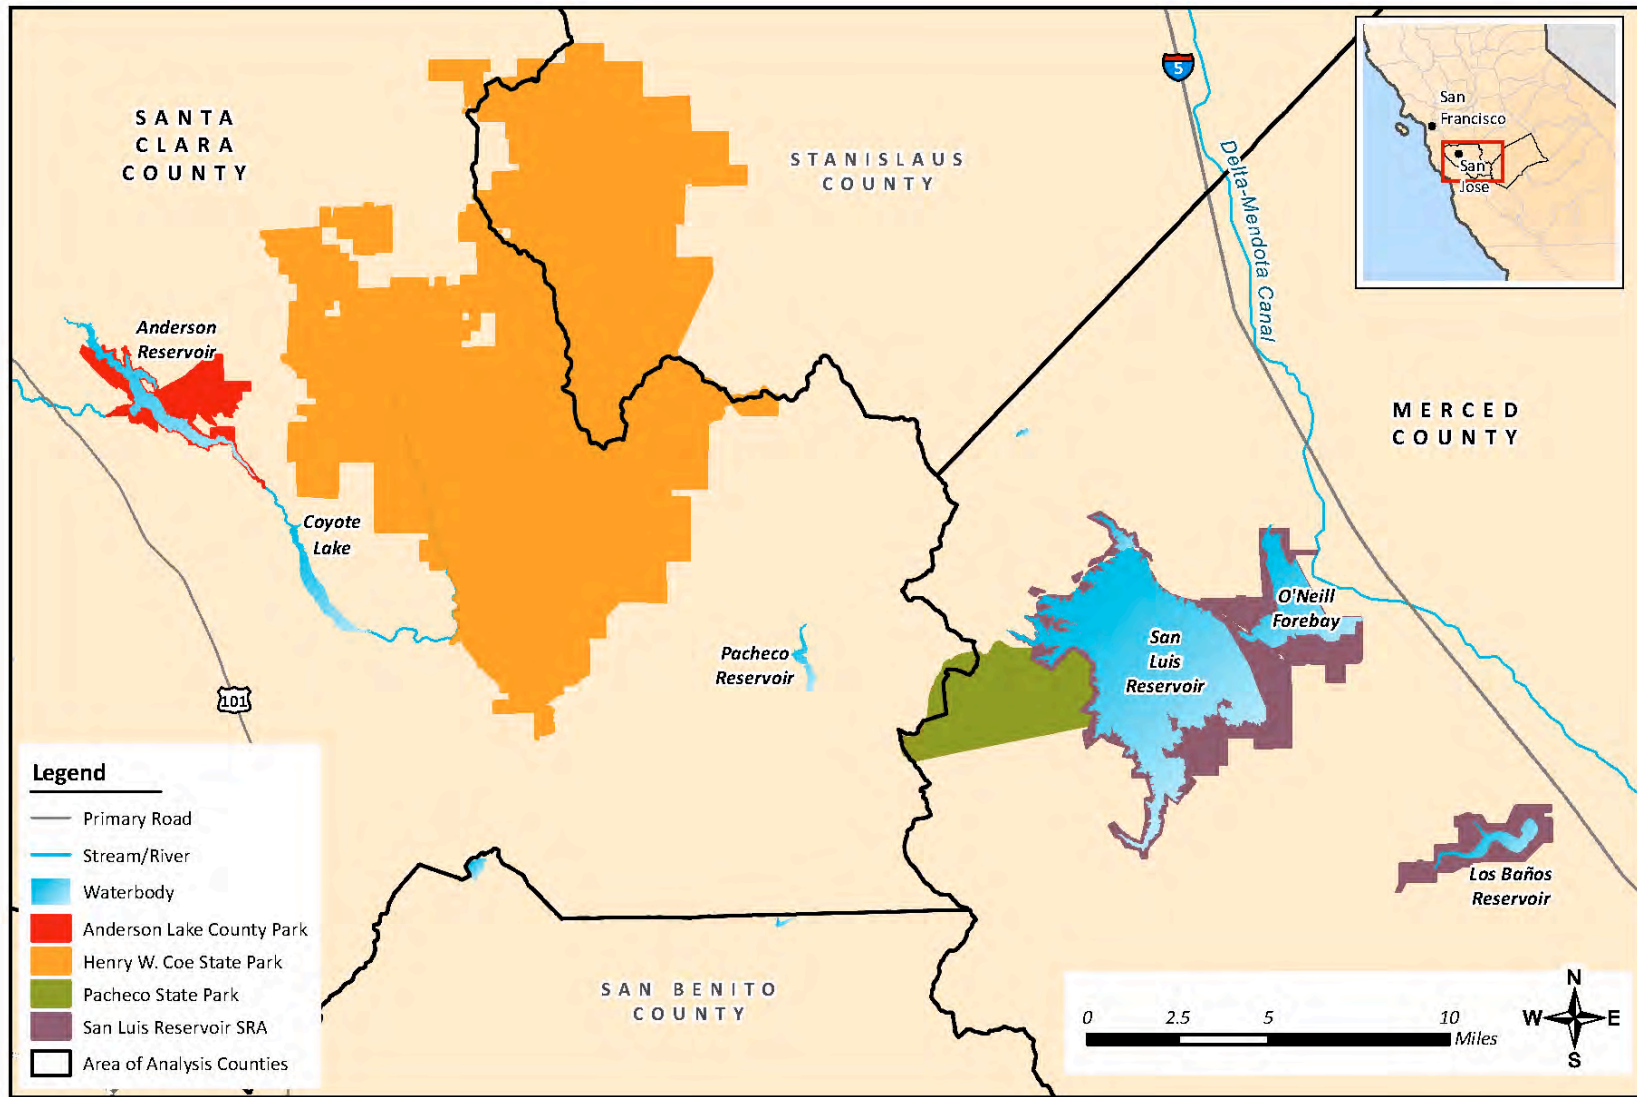 SANTA
CLARA
COUNTY
STANISLAUS
COUNTY
5
Delta-Mendota Canal
San
Francisco
San
Jose
Anderson
Reservoir
MERCED
COUNTY
Coyote
Lake
O'Neill
Forebay
San
Luis
Reservoir
Pacheco
Reservoir
101
Los Baños
Reservoir
SAN BENITO
COUNTY
Legend
Primary Road
Stream/River
Waterbody
Anderson Lake County Park
Henry W. Coe State Park
Pacheco State Park
San Luis Reservoir SRA
Area of Analysis Counties
0 2.5 5 10
Miles
N
W E
S